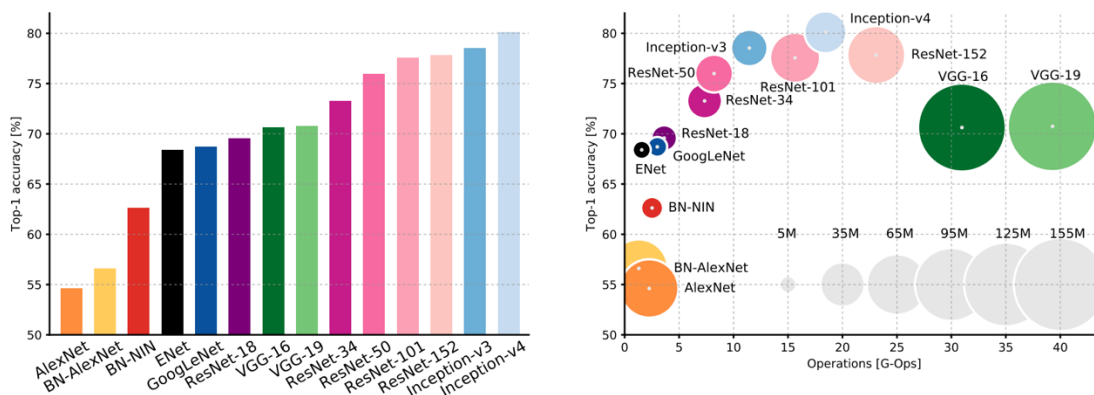 80
75
70
65
60
55
50
Top-1 accuracy [%]
AlexNet
BN-AlexNet
BN-NIN
ENet
GoogLeNet
ResNet-18
VGG-16
VGG-19
ResNet-34
ResNet-50
ResNet-101
ResNet-152
Inception-v3
Inception-v4
80
75
70
65
60
55
50
Top-1 accuracy [%]
Inception-v4
Inception-v3
ResNet-152
ResNet-50
VGG-16
VGG-19
ResNet-101
ResNet-34
ResNet-18
GoogLeNet
ENet
BN-NIN
5M 35M 65M 95M 125M 155M
BN-AlexNet
AlexNet
0 5 10 15 20 25 30 35 40
Operations [G-Ops]